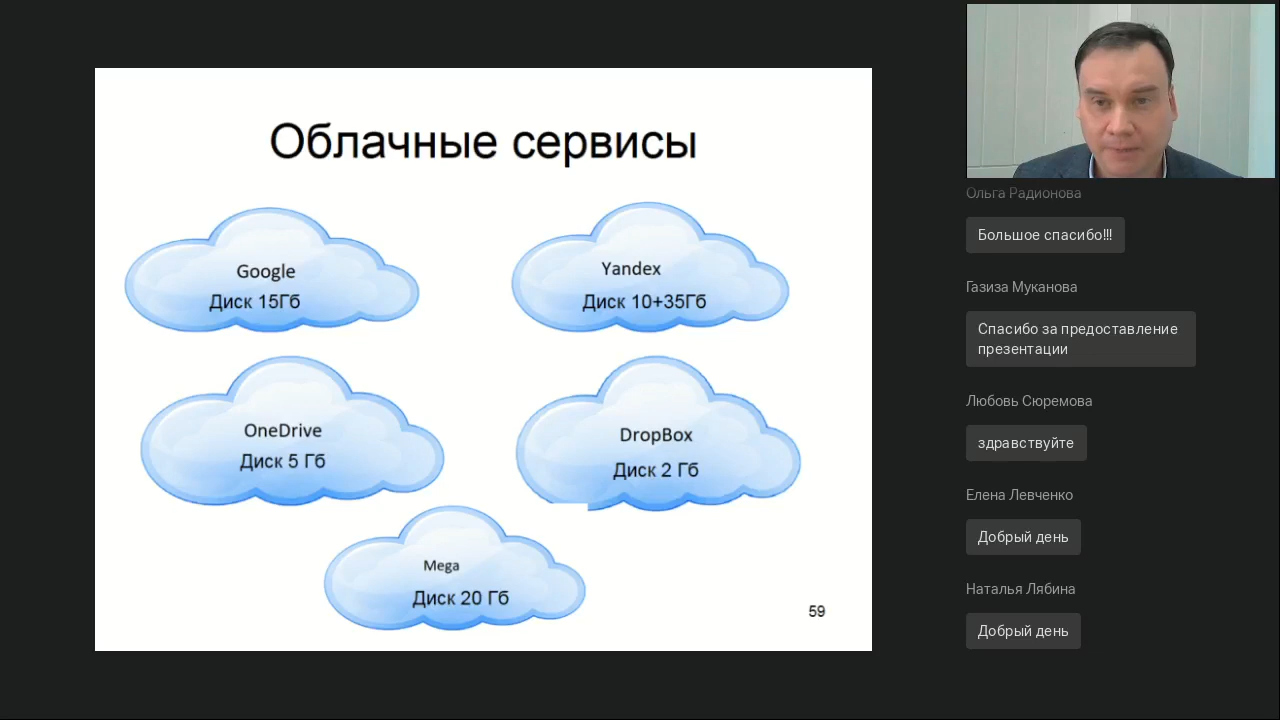 Облачные сервисы
Google
Диск 15Гб
Yandex
Диск 10+35Гб
OneDrive
Диск 5 Гб
DropBox
Диск 2 Гб
Mega
Диск 20 Гб
59
Ольга Радионова
Большое спасибо!!!
Газиза Муканова
Спасибо за предоставление
презентации
Любовь Сюремова
здравствуйте
Елена Левченко
Добрый день
Наталья Лябина
Добрый день